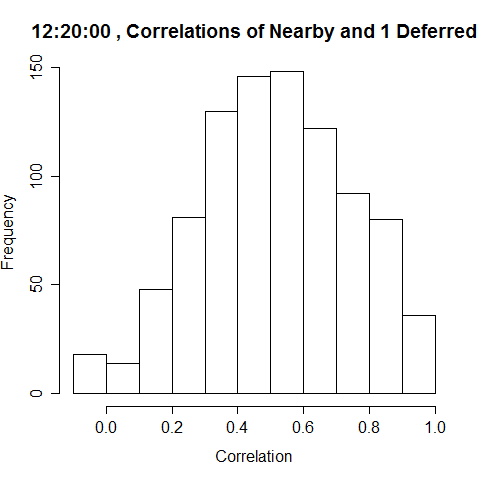 12:20:00 , Correlations of Nearby and 1 Deferred
150
100
50
0
Frequency
0.0 0.2 0.4 0.6 0.8 1.0
Correlation